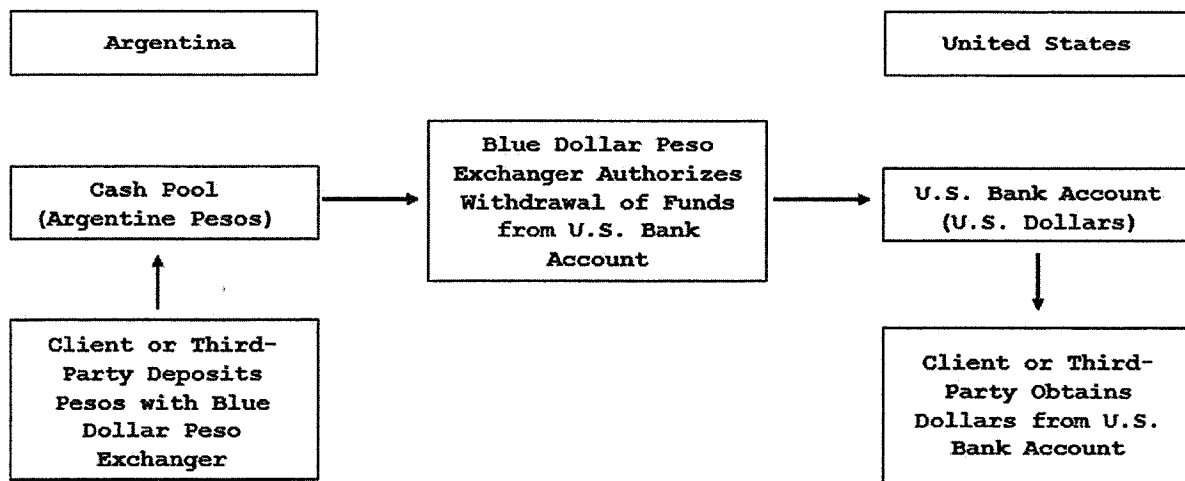 Argentina
United States
Cash Pool
(Argentine Pesos)
Blue Dollar Peso
Exchanger Authorizes
Withdrawal of Funds
from U.S. Bank
Account
U.S. Bank Account
(U.S. Dollars)
Client or Third-
Party Deposits
Pesos with Blue
Dollar Peso
Exchanger
Client or Third-
Party Obtains
Dollars from U.S.
Bank Account